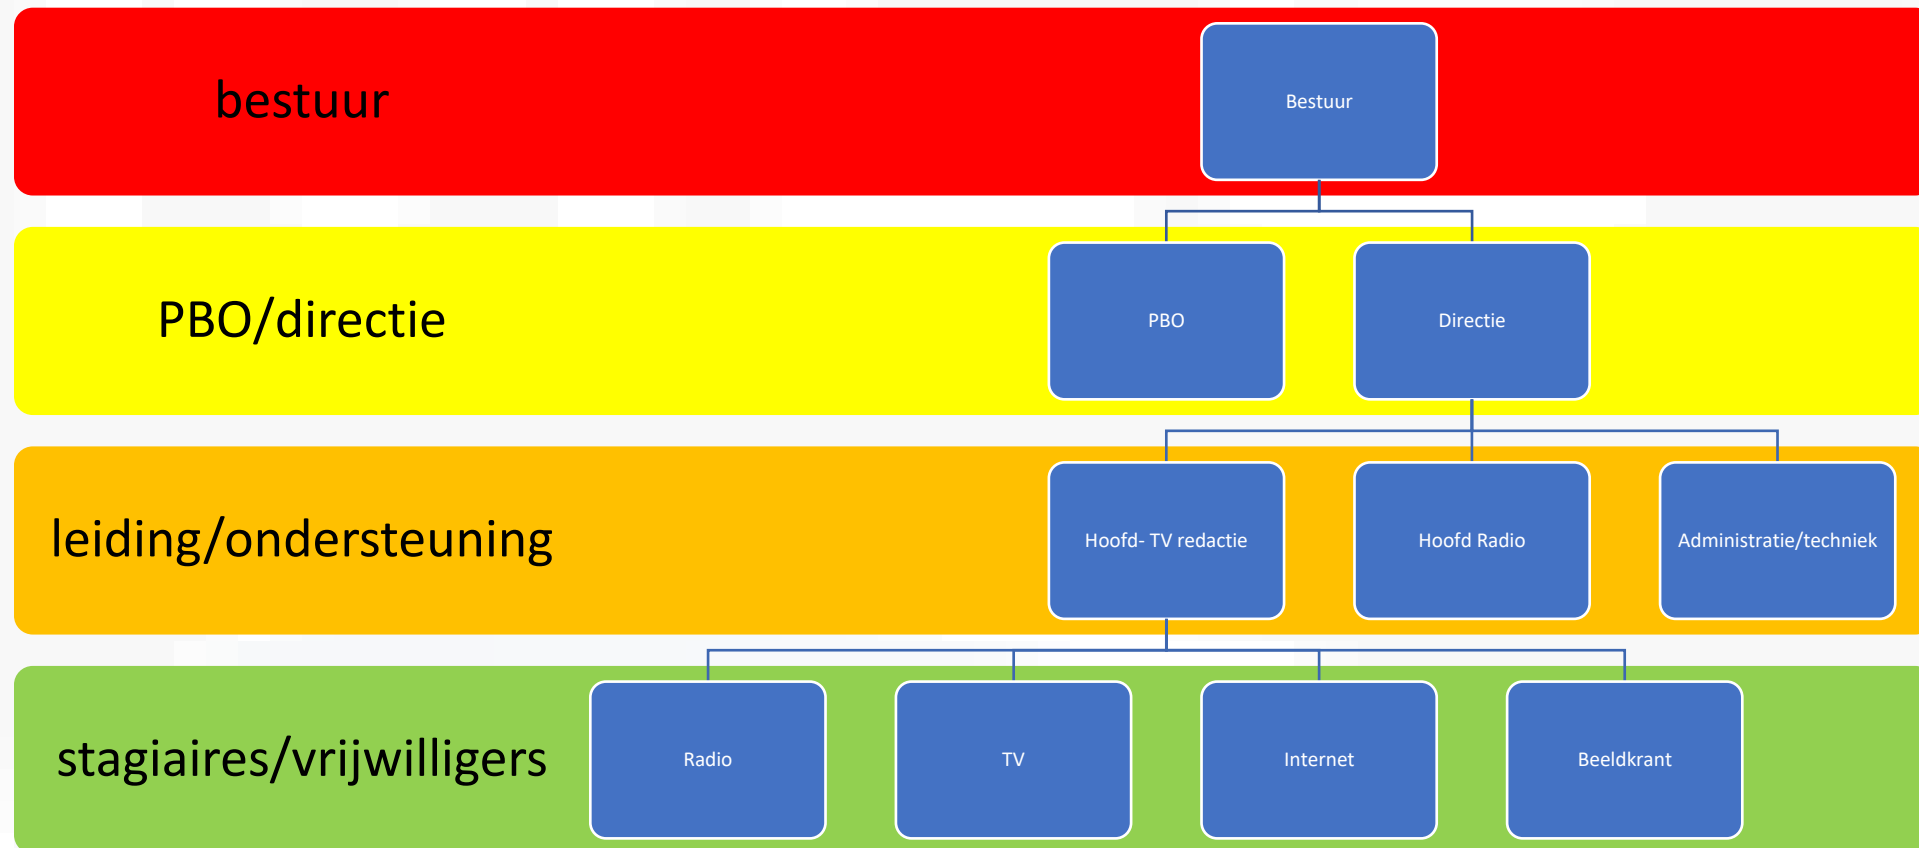 bestuur
Bestuur
PBO/directie
PBO
Directie
leiding/ondersteuning
Hoofd- TV redactie
Hoofd Radio
Administratie/techniek
stagiaires/vrijwilligers
Radio
TV
Internet
Beeldkrant